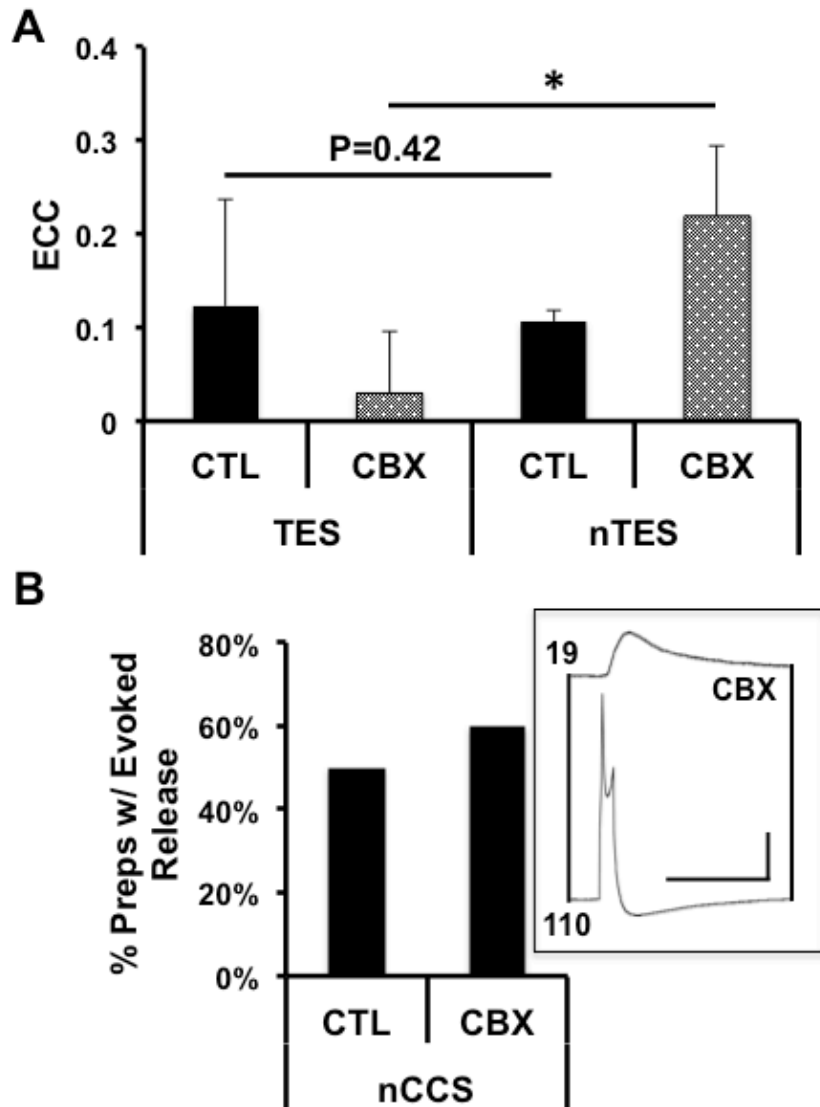 A
0.4
*
0.3
P=0.42
ECC
0.2
0.1
0
CTL CBX CTL CBX
TES nTES
B
80%
19
CBX
% Preps w/ Evoked
Release
60%
40%
20%
110
0%
CTL CBX
nCCS